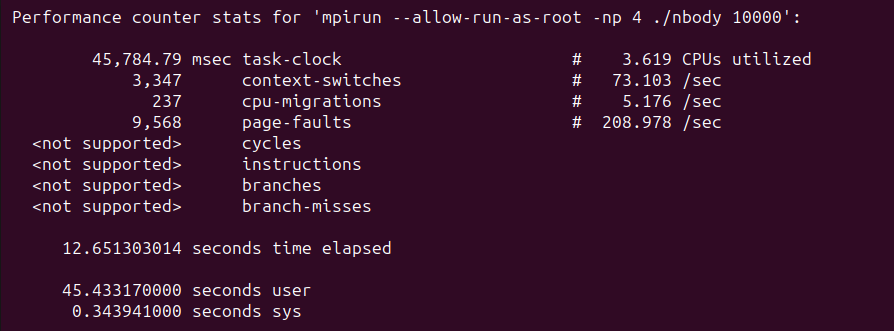 Performance counter stats for 'mpirun --allow-run-as-root -np 4 ./nbody 10000':
45,784.79 msec task-clock # 3.619 CPUs utilized
3,347 context-switches # 73.103 /sec
237 cpu-migrations # 5.176 /sec
9,568 page-faults # 208.978 /sec
<not supported> cycles
<not supported> instructions
<not supported> branches
<not supported> branch-misses
12.651303014 seconds time elapsed
45.433170000 seconds user
0.343941000 seconds sys